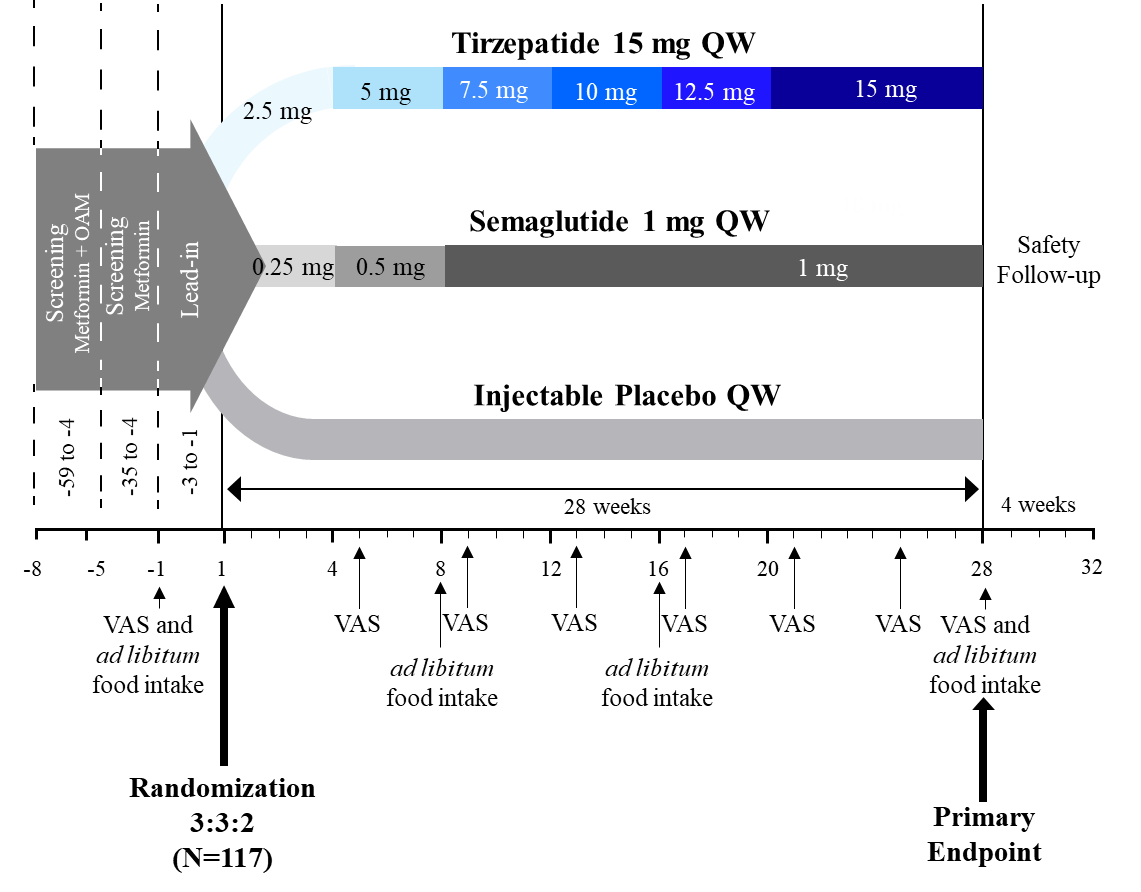 Tirzepatide 15 mg QW
2.5 mg
5 mg
7.5 mg
10 mg
12.5 mg
15 mg
Screening
Metformin + OAM
Screening
Metformin
Lead-in
Semaglutide 1 mg QW
0.25 mg
0.5 mg
1 mg
Safety
Follow-up
Injectable Placebo QW
-59 to -4
-35 to -4
-3 to -1
28 weeks
4 weeks
-8
-5
-1
1
4
8
12
16
20
28
32
VAS and
ad libitum
food intake
VAS
ad libitum
food intake
VAS
VAS
ad libitum
food intake
VAS
VAS
VAS
VAS and
ad libitum
food intake
Randomization
3:3:2
(N=117)
Primary
Endpoint